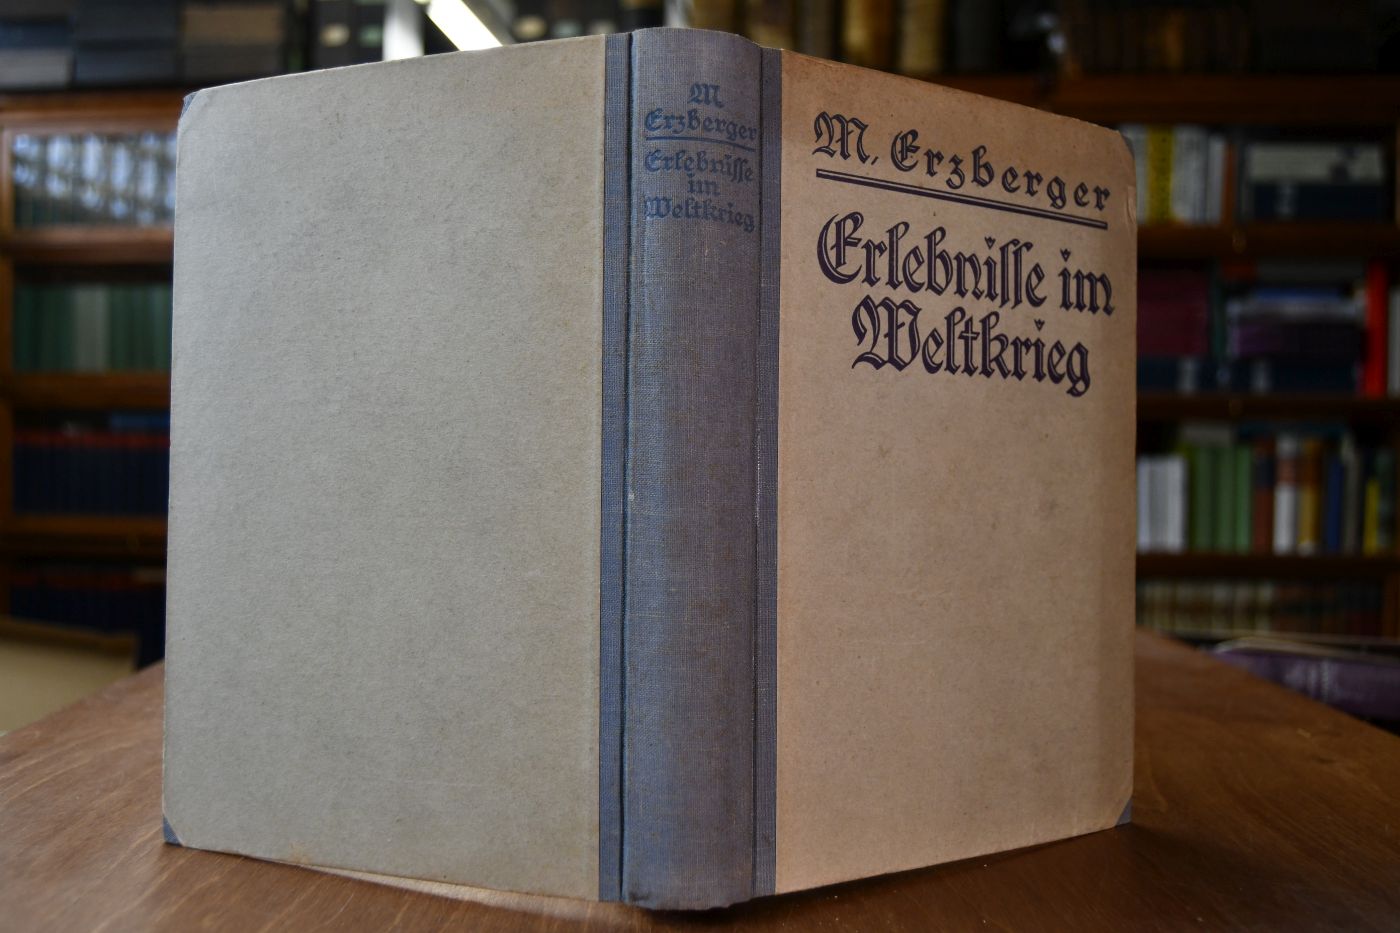 M
Erzberger
Erlebnisse
im
Weltkrieg
M. Erzberger
Erlebnisse im
Weltkrieg